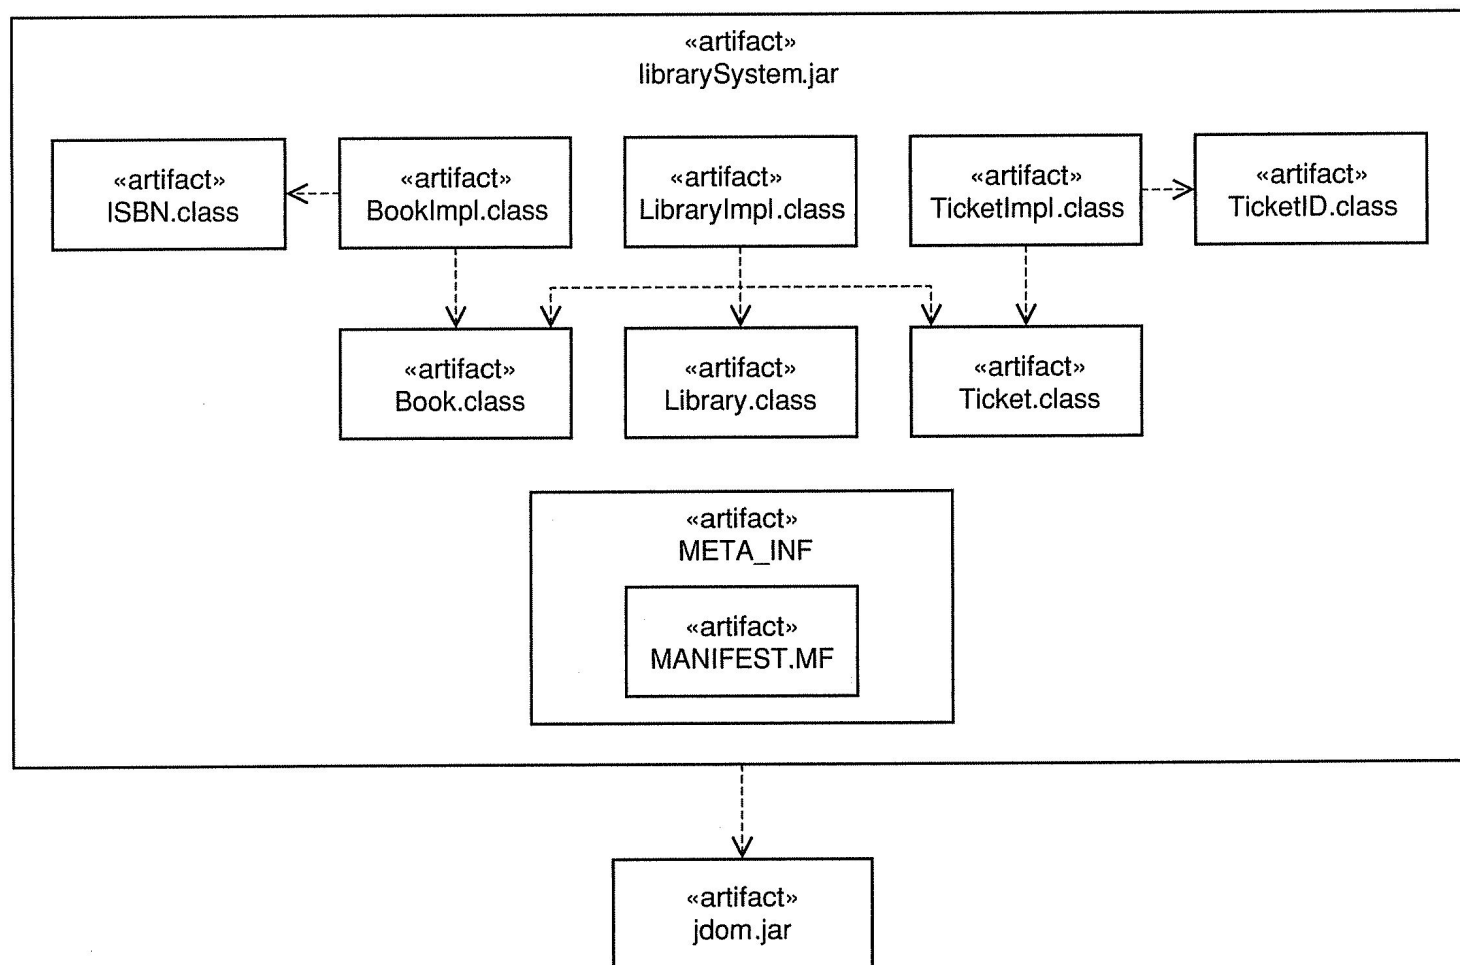 «artifact»
librarySystem.jar
«artifact»
ISBN.class
«artifact»
BookImpl.class
«artifact»
LibraryImpl.class
«artifact»
TicketImpl.class
«artifact»
TicketID.class
«artifact»
Book.class
«artifact»
Library.class
«artifact»
Ticket.class
«artifact»
META_INF
«artifact»
MANIFEST.MF
«artifact»
jdom.jar